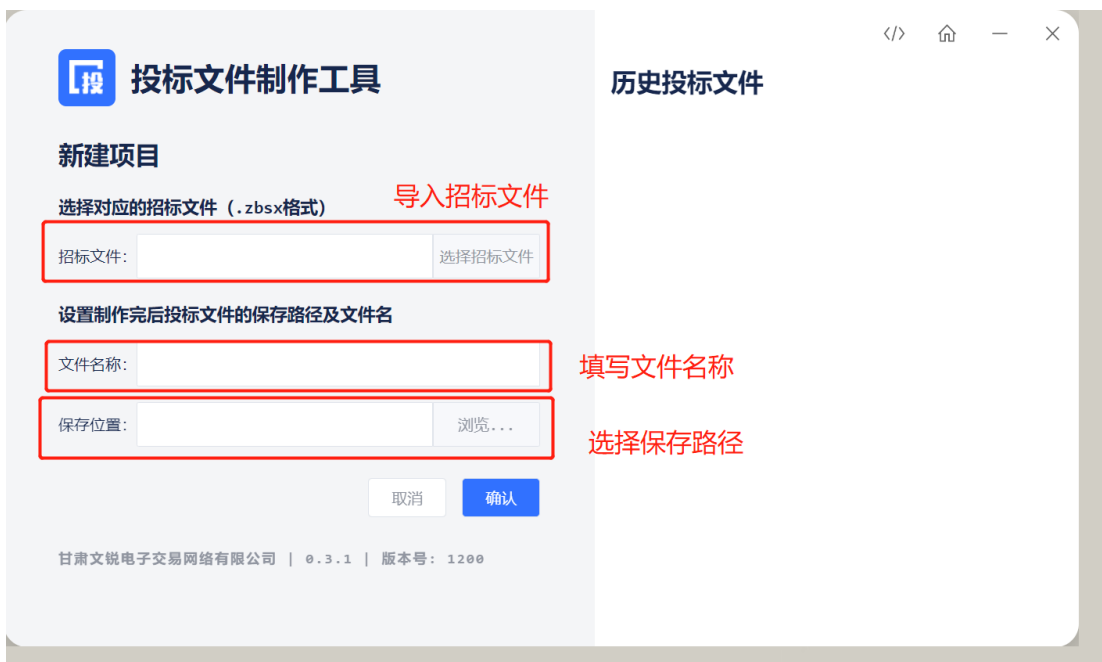 投 投标文件制作工具
历史投标文件
新建项目
导入招标文件
选择对应的招标文件（.zbsx格式）
招标文件： 选择招标文件
设置制作完后投标文件的保存路径及文件名
文件名称：
填写文件名称
保存位置： 浏览...
选择保存路径
取消 确认
甘肃文锐电子交易网络有限公司 | 0.3.1 | 版本号: 1200